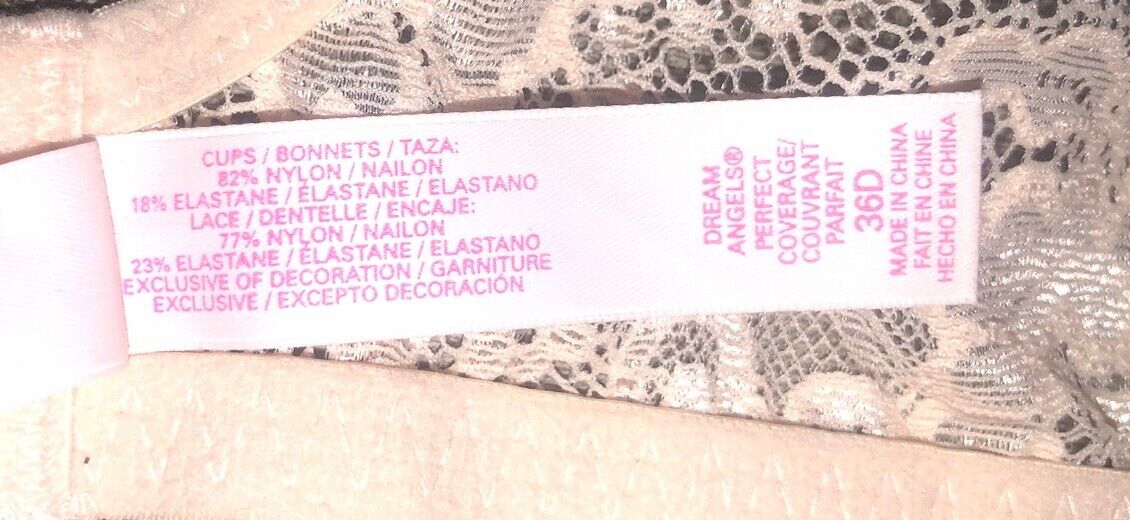 CUPS / BONNETS / TAZA:
82% NYLON / NAILON
18% ELASTANE / ÉLASTANE / ELASTANO
LACE / DENTELLE / ENCAJE:
77% NYLON / NAILON
23% ELASTANE / ÉLASTANE / ELASTANO
EXCLUSIVE OF DECORATION / GARNITURE
EXCLUSIVE / EXCEPTO DECORACIÓN
DREAM
ANGELS®
PERFECT
COVERAGE/
COUVRANT
PARFAIT
36D
MADE IN CHINA
FAIT EN CHINE
HECHO EN CHINA